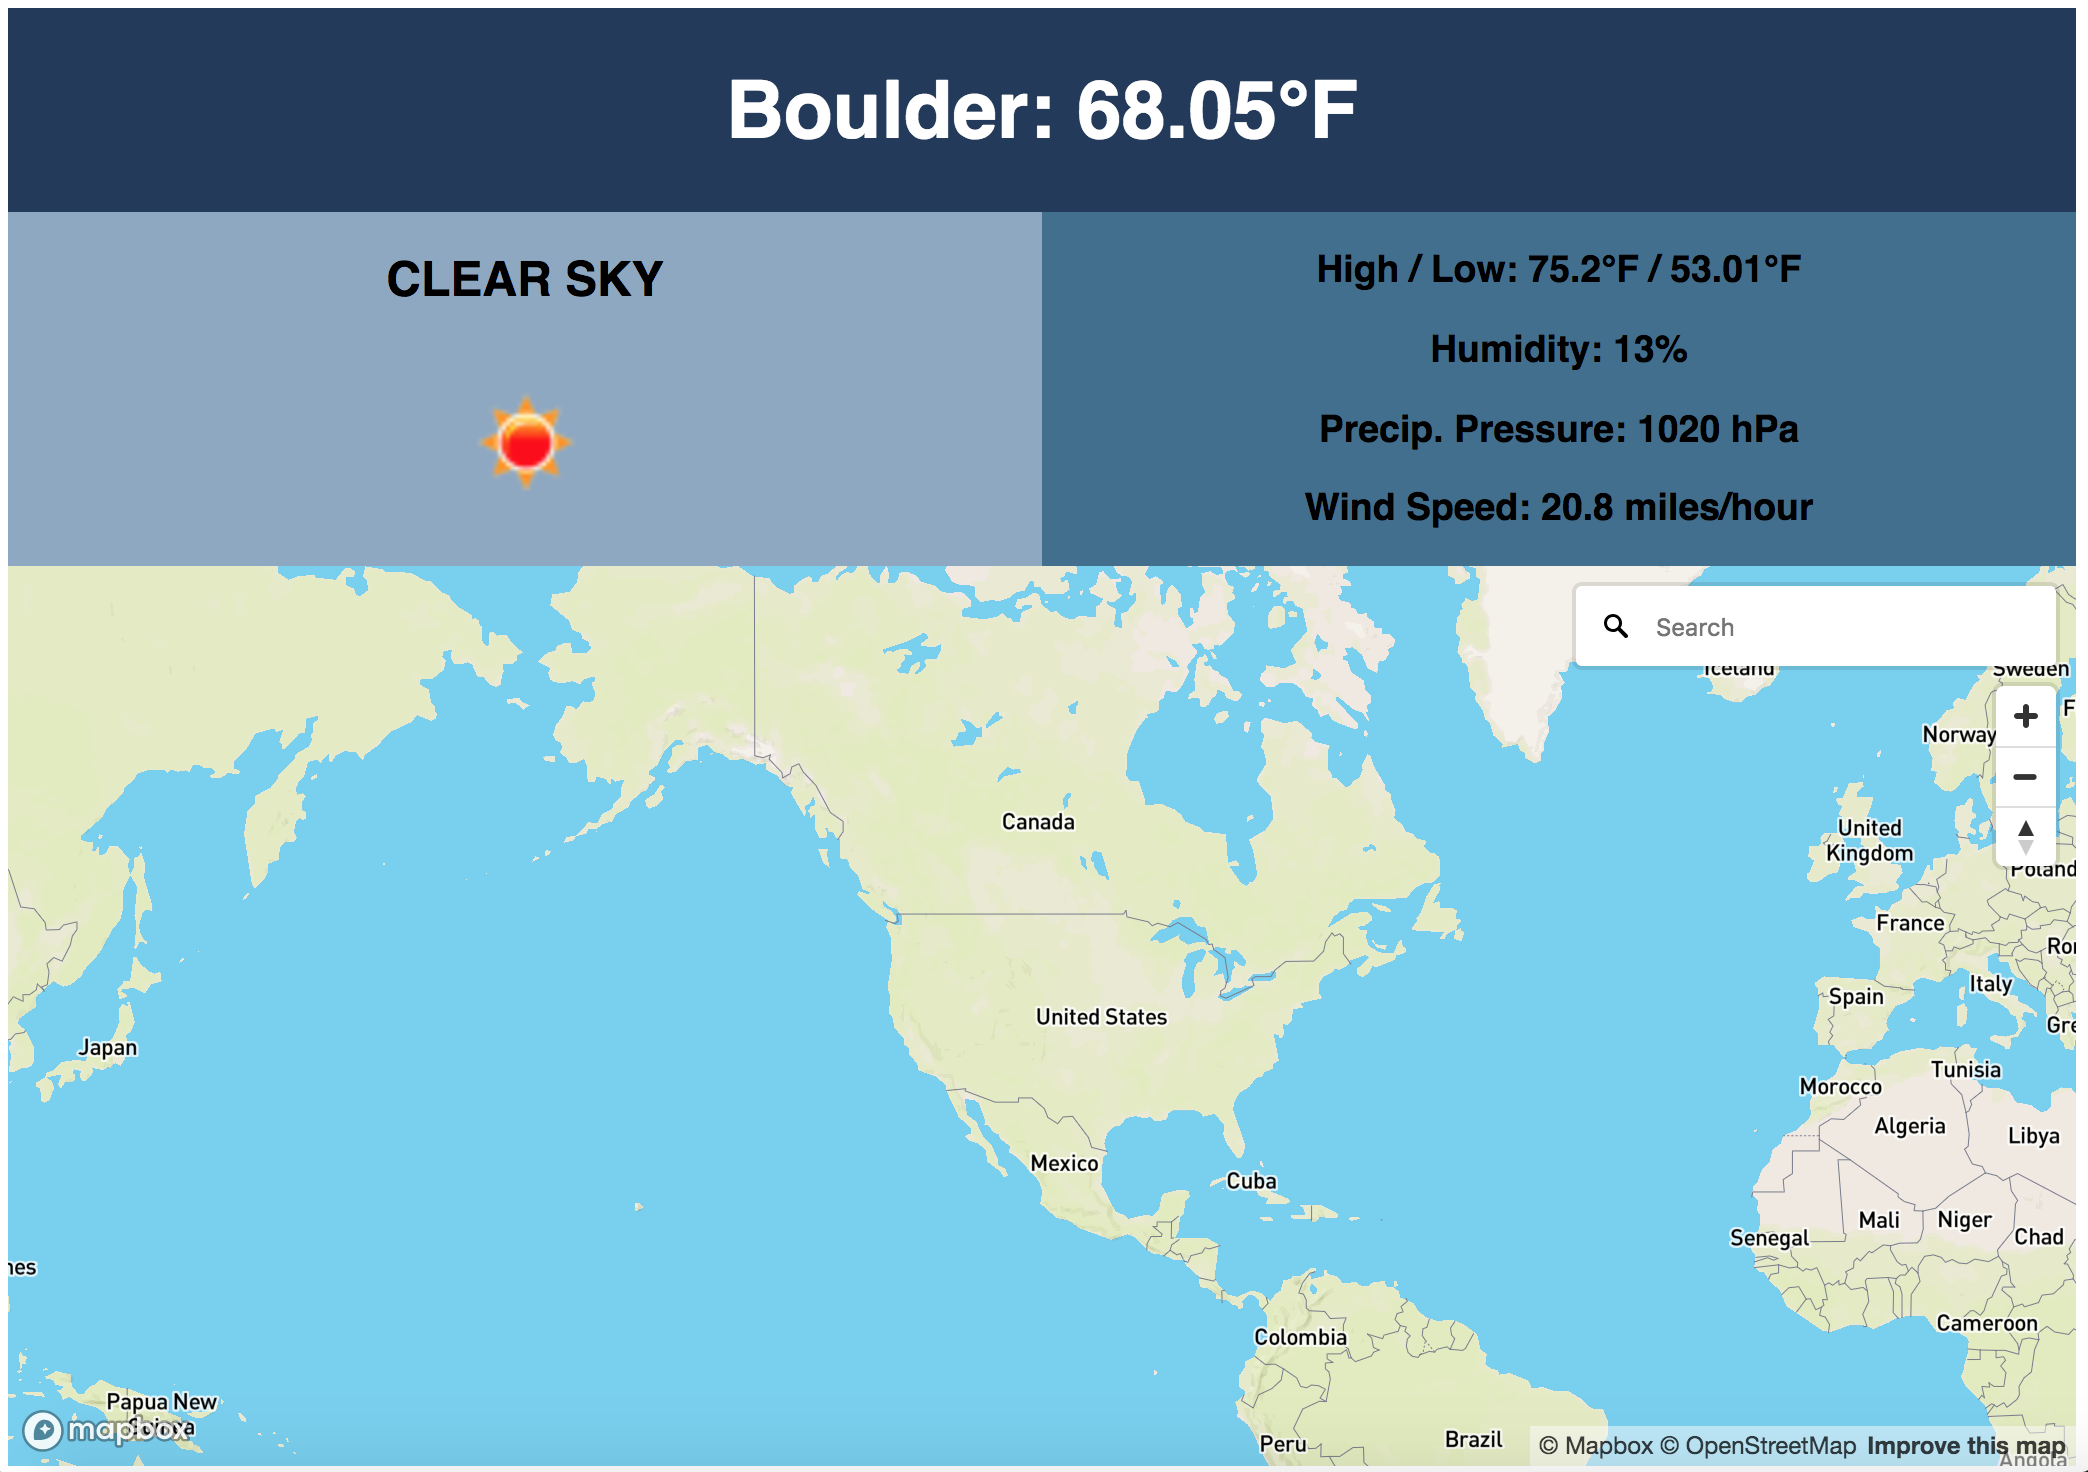 Boulder: 68.05°F
CLEAR SKY
High / Low: 75.2°F / 53.01°F
Humidity: 13%
Precip. Pressure: 1020 hPa
Wind Speed: 20.8 miles/hour
Search
Iceland
Sweden
F
Norway
Canada
United
Kingdom
Poland
France
Ro
Italy
Spain
United States
Gre
Japan
Tunisia
Morocco
Algeria
Libya
Mexico
Cuba
Mali
Niger
Senegal
Chad
nes
Cameroon
Colombia
Papua New
mapbox
Peru
Brazil
© Mapbox © OpenStreetMap Improve this map
Angola